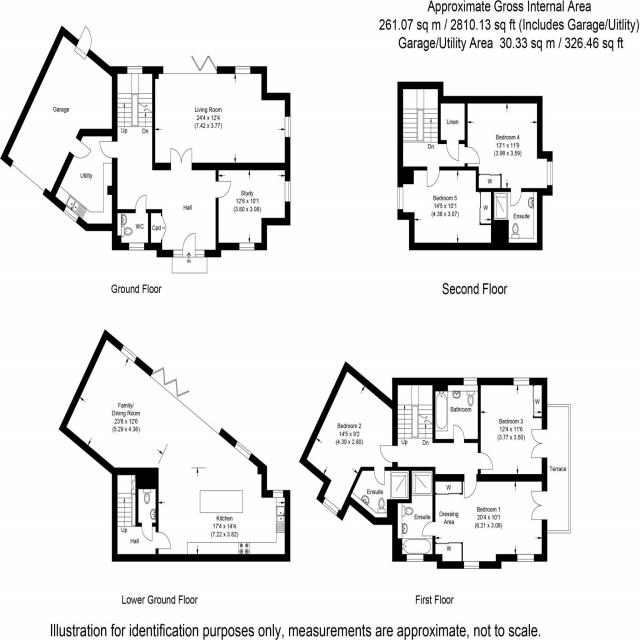 Approximate Gross Internal Area
261.07 sq m / 2810.13 sq ft (Includes Garage/Uitlity)
Garage/Utility Area 30.33 sq m / 326.46 sq ft
Garage
Utility
Up
Dn
Living Room
24'4 x 12'4
(7.42 x 3.77)
Study
12'6 x 10'1
(3.80 x 3.08)
Hall
WC
Cpd
IN
Ground Floor
Linen
Dn
Bedroom 4
13'1 x 11'9
(3.98 x 3.59)
W
Bedroom 5
14'5 x 10'1
(4.38 x 3.07)
W
Ensuite
Second Floor
Family/
Dining Room
23'8 x 12'6
(5.29 x 4.36)
Kitchen
17'4 x 14'4
(7.22 x 3.82)
Up
Hall
Lower Ground Floor
Bedroom 2
14'5 x 9'2
(4.39 x 2.80)
Up
Dn
Bathroom
Bedroom 3
12'4 x 11'6
(3.77 x 3.50)
W
Terrace
Ensuite
Ensuite
W
Dressing
Area
W
Bedroom 1
20'4 x 10'1
(6.21 x 3.08)
First Floor
Illustration for identification purposes only, measurements are approximate, not to scale.